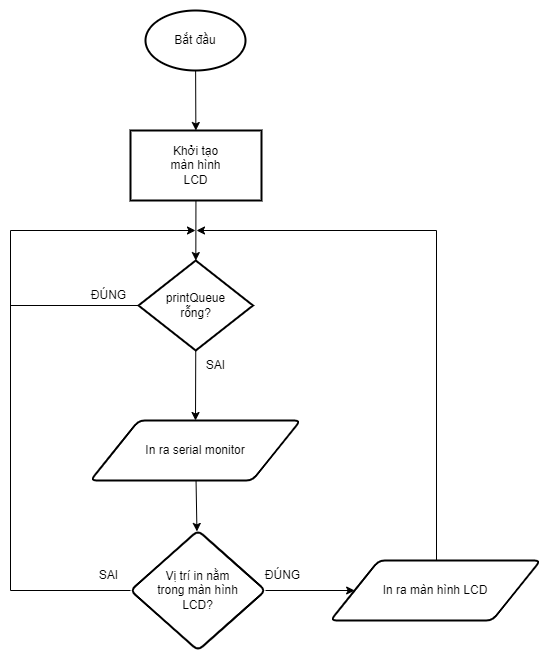 Bắt đầu
Khởi tạo
màn hình
LCD
printQueue
rỗng?
ĐÚNG
SAI
In ra serial monitor
Vị trí in nằm
trong màn hình
LCD?
SAI
ĐÚNG
In ra màn hình LCD